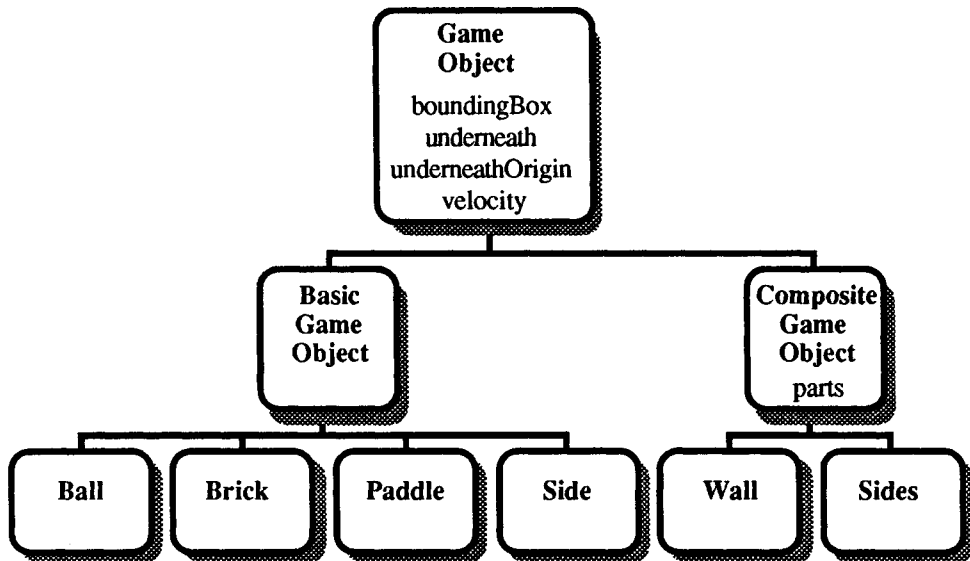 Game
Object
boundingBox
underneath
underneathOrigin
velocity
Basic
Game
Object
Composite
Game
Object
parts
Ball
Brick
Paddle
Side
Wall
Sides